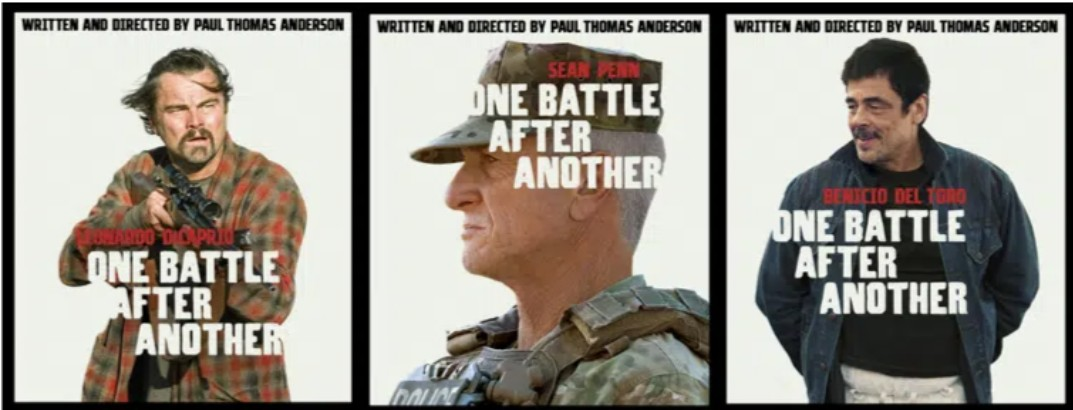 WRITTEN AND DIRECTED BY PAUL THOMAS ANDERSON
LEONARDO DiCAPRIO
ONE BATTLE
AFTER
ANOTHER
WRITTEN AND DIRECTED BY PAUL THOMAS ANDERSON
SEAN PENN
ONE BATTLE
AFTER
ANOTHER
POLICE
WRITTEN AND DIRECTED BY PAUL THOMAS ANDERSON
BENICIO DEL TORO
ONE BATTLE
AFTER
ANOTHER